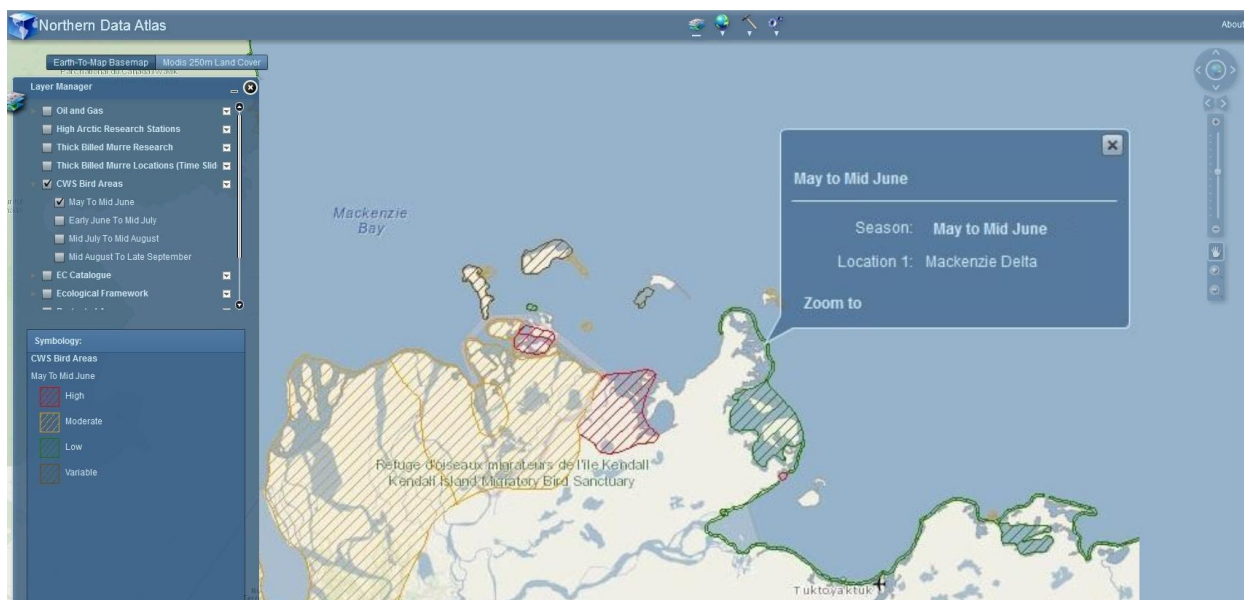 Northern Data Atlas
About
Earth-To-Map Basemap
Modis 250m Land Cover
Layer Manager
Oil and Gas
High Arctic Research Stations
Thick Billed Murre Research
Thick Billed Murre Locations (Time Slid
CWS Bird Areas
May To Mid June
Early June To Mid July
Mid July To Mid August
Mid August To Late September
EC Catalogue
Ecological Framework
Symbology:
CWS Bird Areas
May To Mid June
High
Moderate
Low
Variable
Mackenzie
Bay
May to Mid June
Season: May to Mid June
Location 1: Mackenzie Delta
Zoom to
Refuge d'oiseaux migrateurs de l'île Kendall
Kendall Island Migratory Bird Sanctuary
Tuktoyaktuk